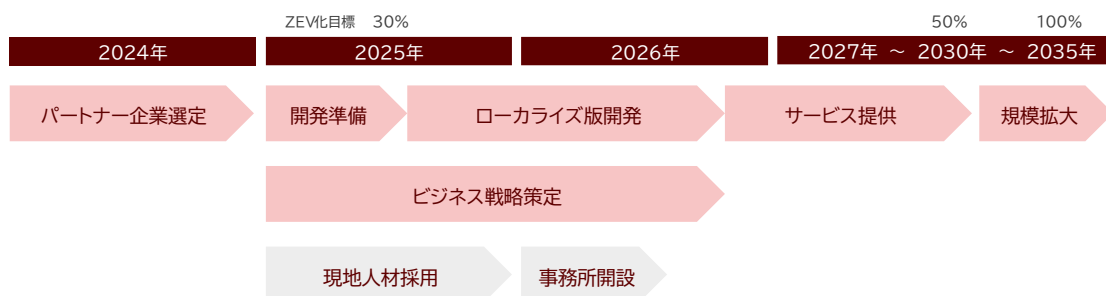 ZEV化目標 30% 50% 100%
2024年 2025年 2026年 2027年 ～ 2030年 ～ 2035年
パートナー企業選定 開発準備 ローカライズ版開発 サービス提供 規模拡大
ビジネス戦略策定
現地人材採用 事務所開設